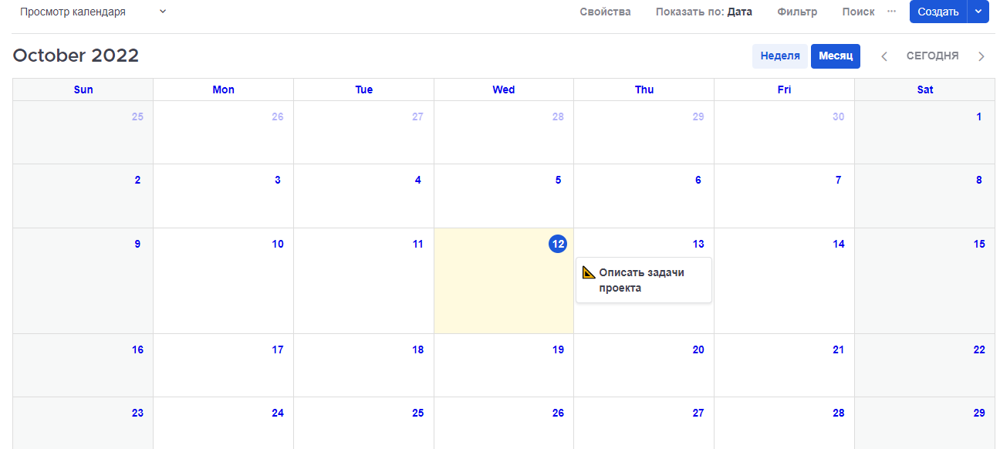 Просмотр календаря
Свойства Показать по: Дата Фильтр Поиск ··· Создать
October 2022
Неделя Месяц СЕГОДНЯ
Sun Mon Tue Wed Thu Fri Sat
25 26 27 28 29 30 1
2 3 4 5 6 7 8
9 10 11 12 13 14 15
Описать задачи
проекта
16 17 18 19 20 21 22
23 24 25 26 27 28 29